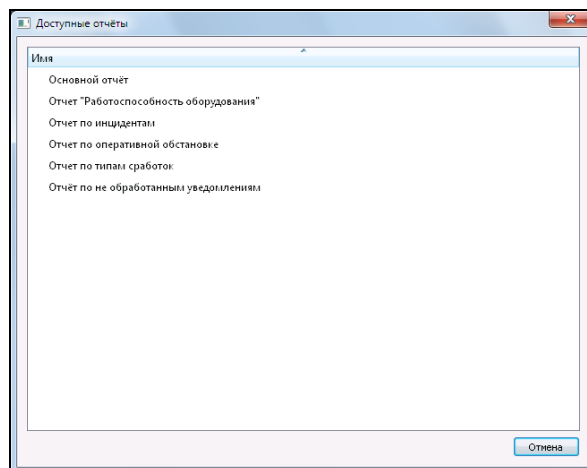 Доступные отчёты
Имя
Основной отчёт
Отчет "Работоспособность оборудования"
Отчет по инцидентам
Отчет по оперативной обстановке
Отчет по типам сработок
Отчёт по не обработанным уведомлениям
Отмена